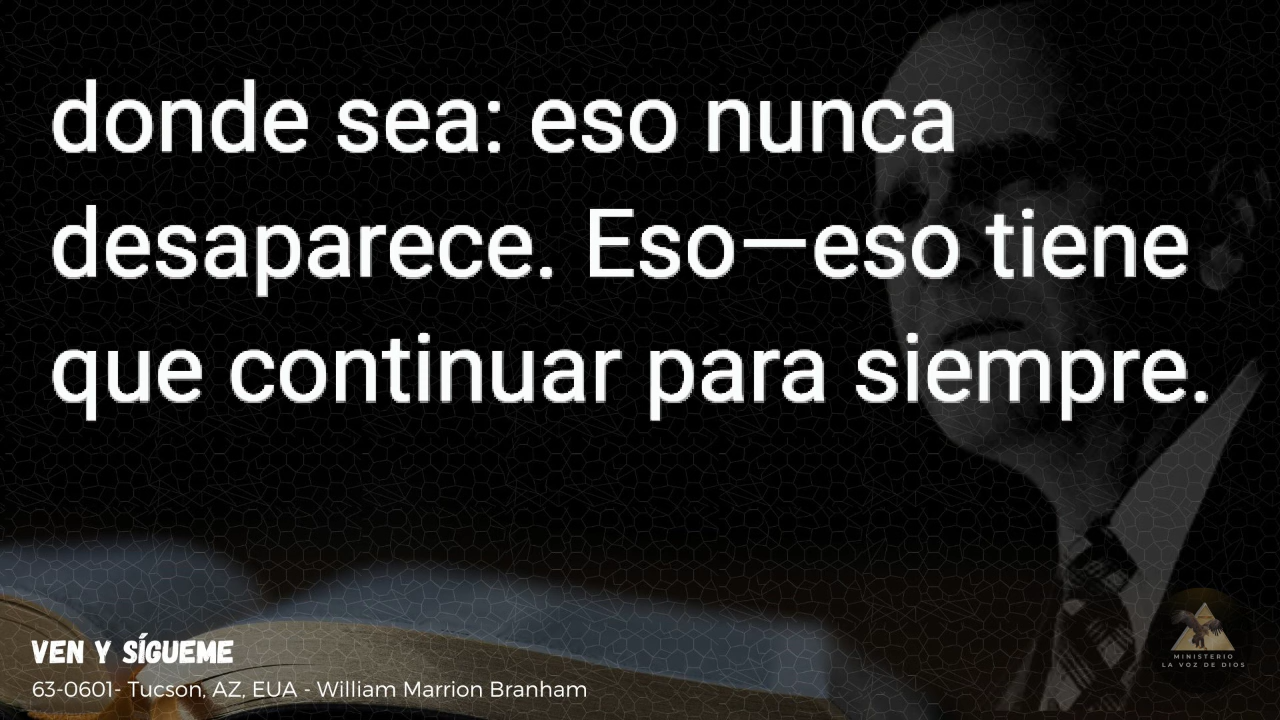 donde sea: eso nunca
desaparece. Eso—eso tiene
que continuar para siempre.
VEN Y SÍGUEME
63-0601- Tucson, AZ, EUA - William Marrion Branham
MINISTERIO
LA VOZ DE DIOS